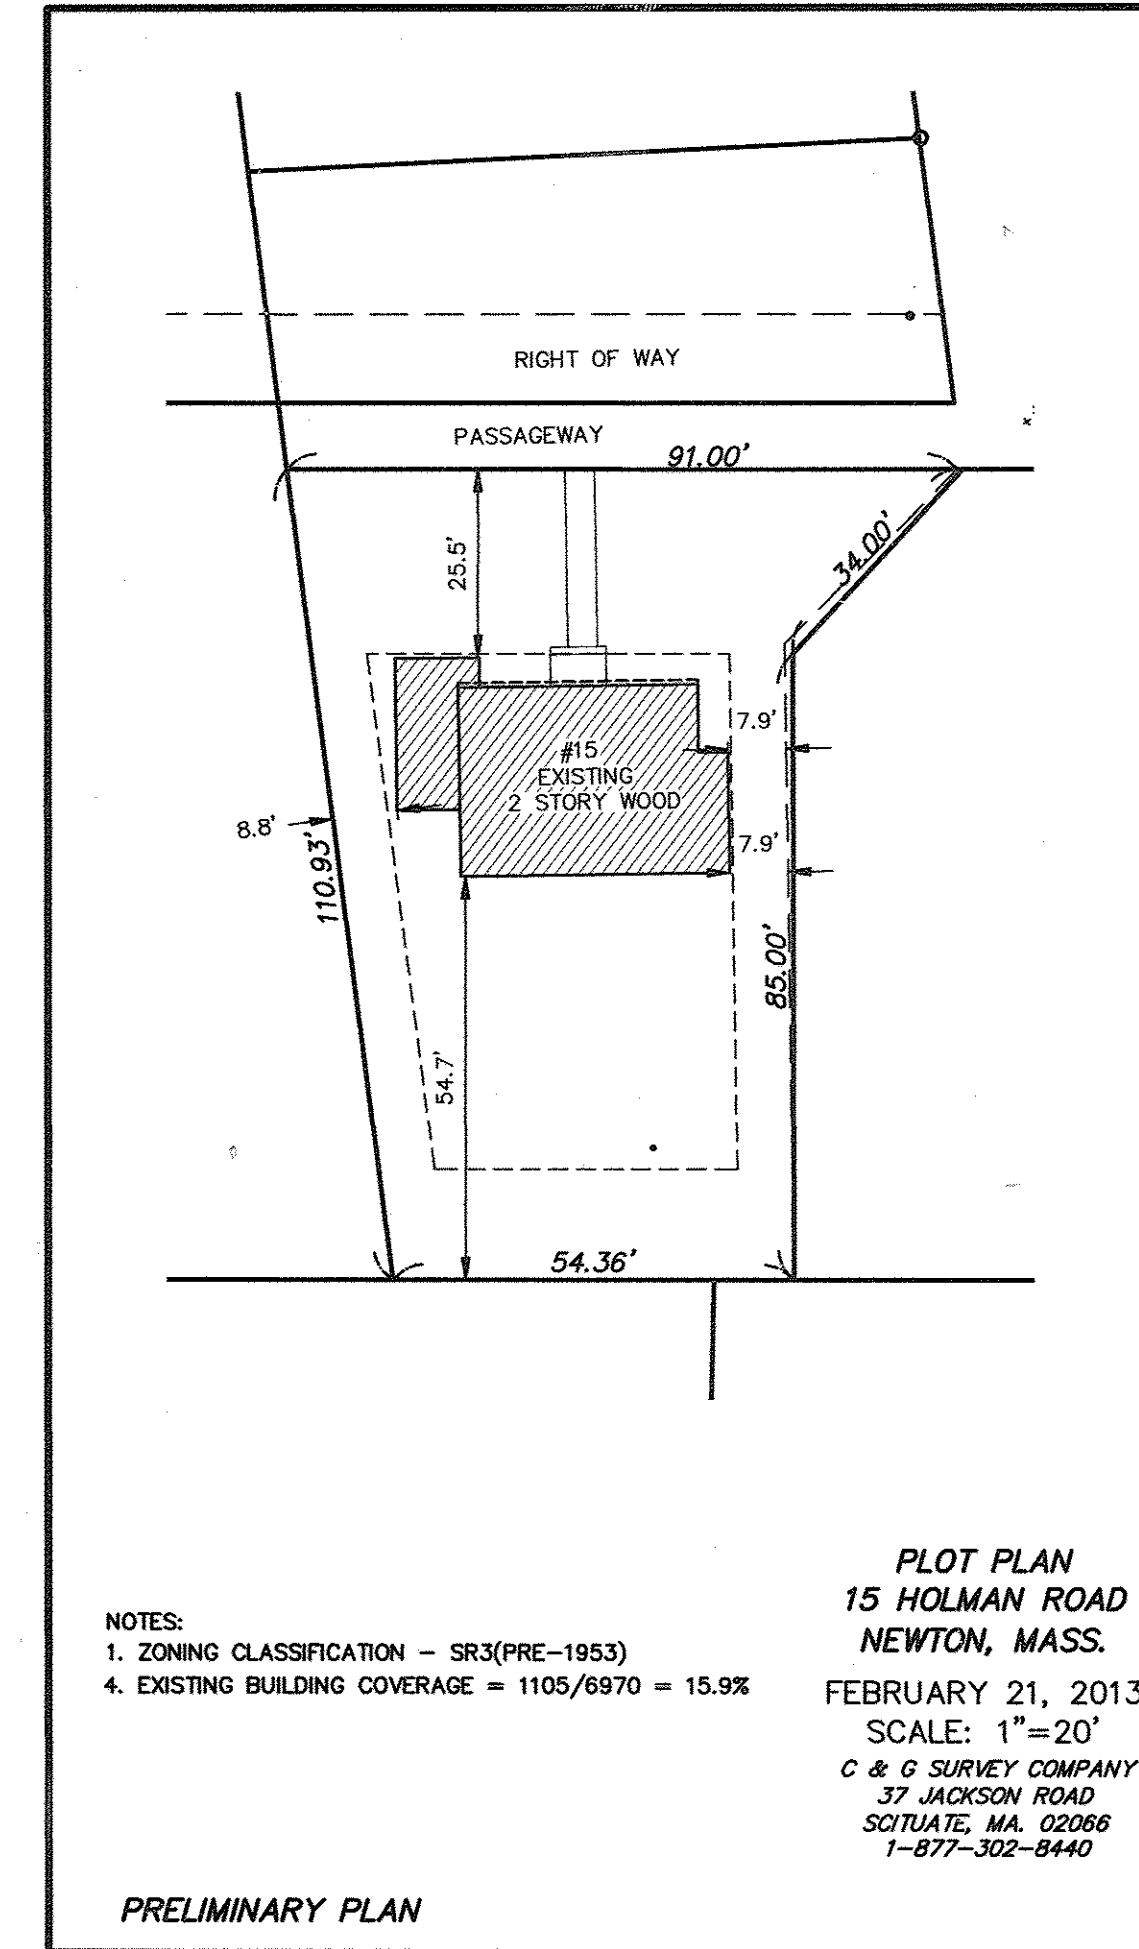 RIGHT OF WAY
PASSAGEWAY
91.00'
34.00'
25.5'
7.9'
#15
EXISTING
2 STORY WOOD
8.8'
7.9'
110.93'
85.00'
54.7'
54.36'
NOTES:
1. ZONING CLASSIFICATION – SR3(PRE–1953)
4. EXISTING BUILDING COVERAGE = 1105/6970 = 15.9%
PLOT PLAN
15 HOLMAN ROAD
NEWTON, MASS.
FEBRUARY 21, 2013
SCALE: 1"=20'
C & G SURVEY COMPANY
37 JACKSON ROAD
SCITUATE, MA. 02066
1–877–302–8440
PRELIMINARY PLAN